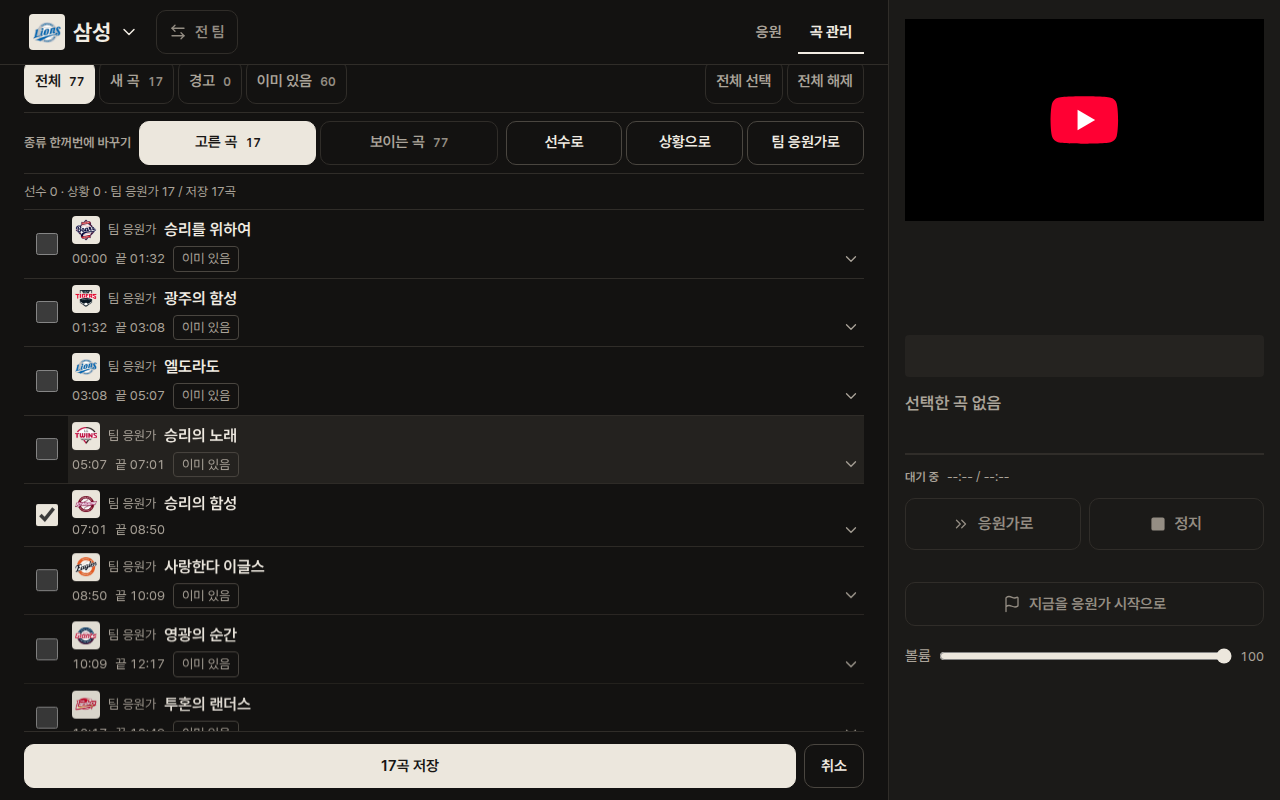 Lions 삼성 전 팀 응원 곡 관리
전체 77 새 곡 17 경고 0 이미 있음 60 전체 선택 전체 해제
종류 한꺼번에 바꾸기 고른 곡 17 보이는 곡 77 선수로 상황으로 팀 응원가로
선수 0 · 상황 0 · 팀 응원가 17 / 저장 17곡
Bears 팀 응원가 승리를 위하여
00:00 끝 01:32 이미 있음
TIGERS 팀 응원가 광주의 함성
01:32 끝 03:08 이미 있음
Lions 팀 응원가 엘도라도
03:08 끝 05:07 이미 있음
TWINS 팀 응원가 승리의 노래
05:07 끝 07:01 이미 있음
팀 응원가 승리의 함성
07:01 끝 08:50
Eagles 팀 응원가 사랑한다 이글스
08:50 끝 10:09 이미 있음
Giants 팀 응원가 영광의 순간
10:09 끝 12:17 이미 있음
팀 응원가 투혼의 랜더스
17곡 저장 취소
선택한 곡 없음
대기 중 --:-- / --:--
응원가로 정지
지금을 응원가 시작으로
볼륨 100